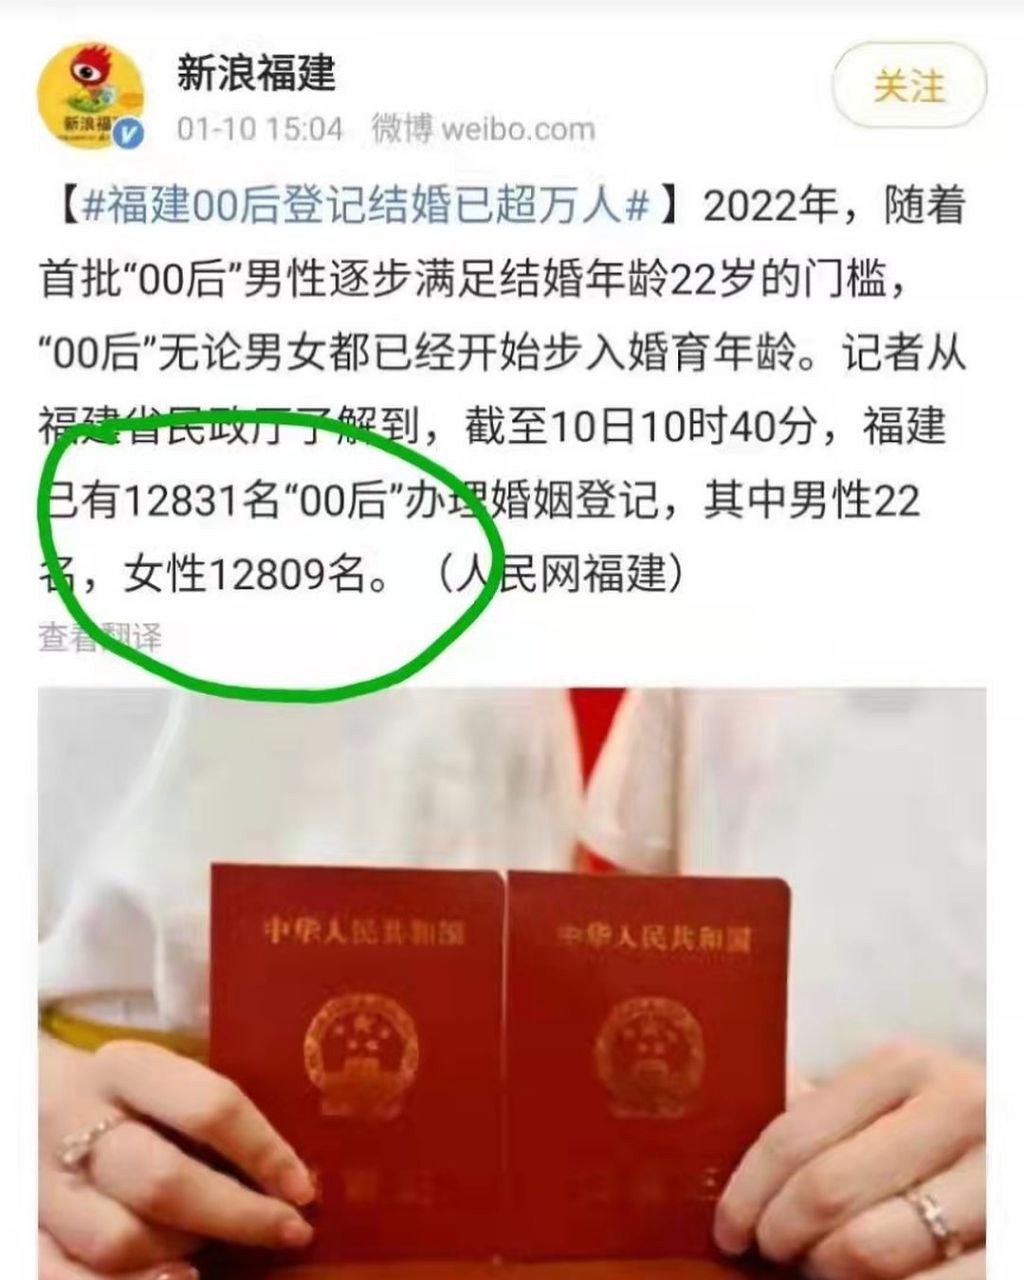 新浪福建
01-10 15:04 微博 weibo.com
关注
新浪福
【#福建00后登记结婚已超万人#】2022年，随着
首批“00后”男性逐步满足结婚年龄22岁的门槛，
“00后”无论男女都已经开始步入婚育年龄。记者从
福建省民政厅了解到，截至10日10时40分，福建
已有12831名“00后”办理婚姻登记，其中男性22
名，女性12809名。（人民网福建）
查看翻译
中华人民共和国
中华人民共和国